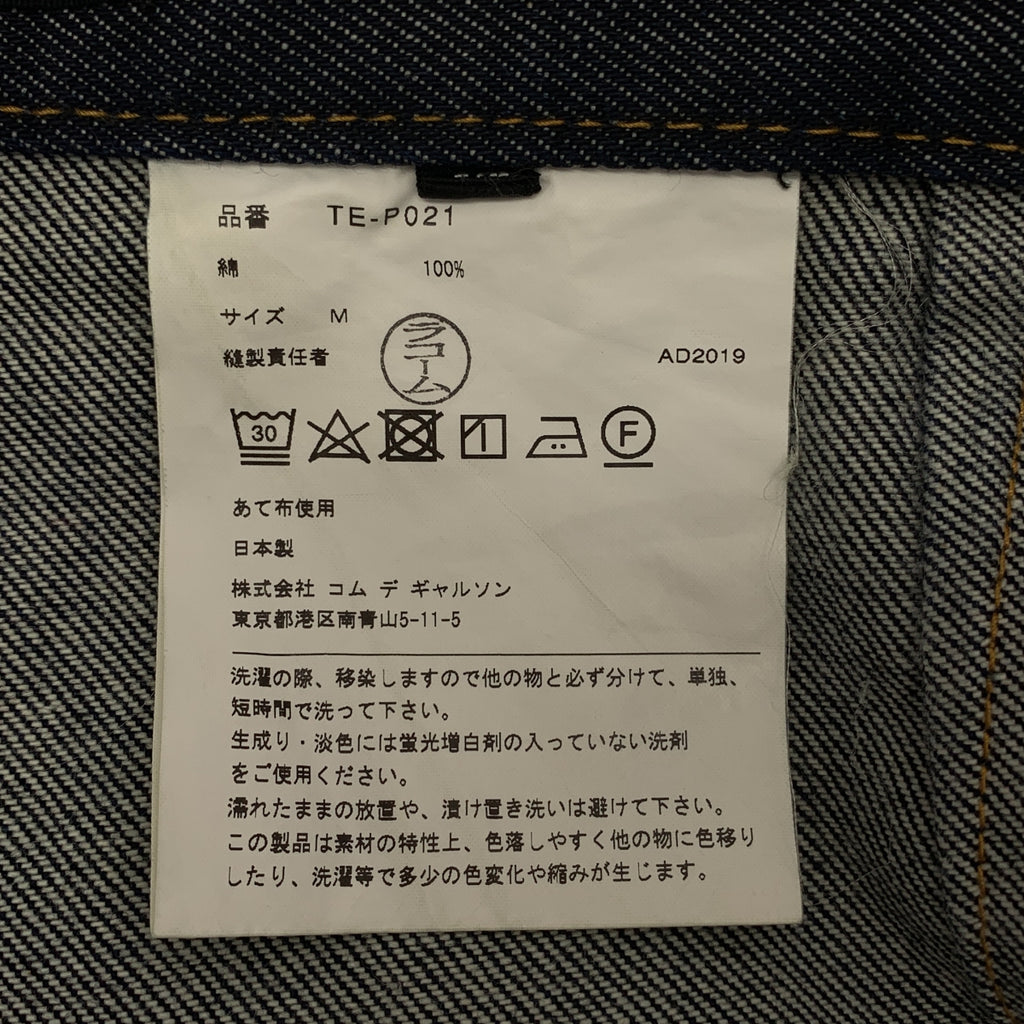 品番 TE-P021
綿 100%
サイズ M
ラコーム
縫製責任者 AD2019
30 F
あて布使用
日本製
株式会社 コム デ ギャルソン
東京都港区南青山5-11-5
洗濯の際、移染しますので他の物と必ず分けて、単独、
短時間で洗って下さい。
生成り・淡色には蛍光増白剤の入っていない洗剤
をご使用ください。
濡れたままの放置や、漬け置き洗いは避けて下さい。
この製品は素材の特性上、色落しやすく他の物に色移り
したり、洗濯等で多少の色変化や縮みが生じます。